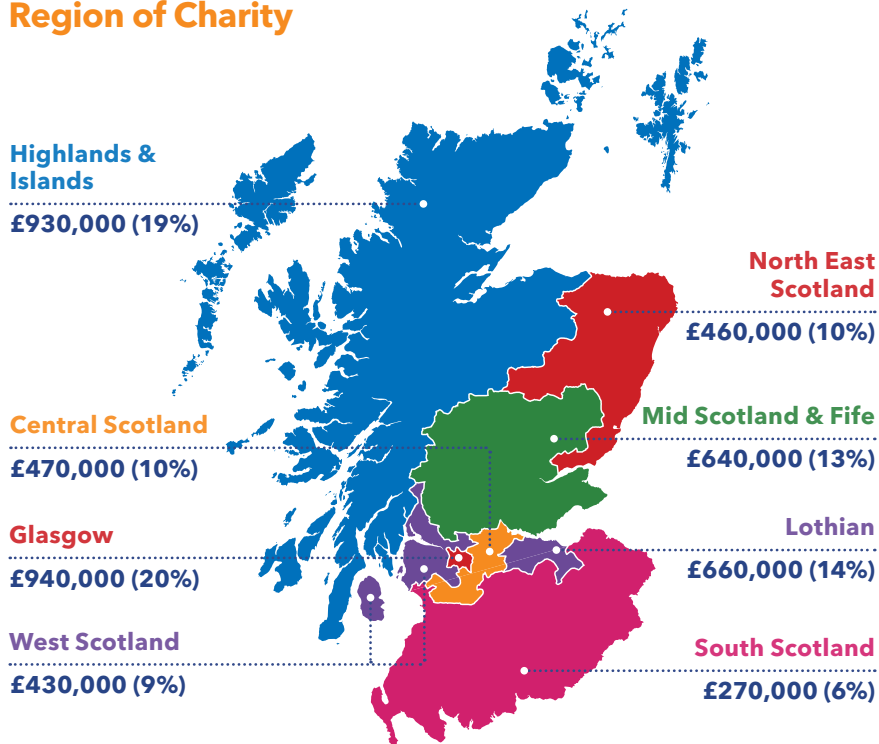 Region of Charity
Highlands &
Islands
£930,000 (19%)
North East
Scotland
£460,000 (10%)
Central Scotland
£470,000 (10%)
Mid Scotland & Fife
£640,000 (13%)
Glasgow
£940,000 (20%)
Lothian
£660,000 (14%)
West Scotland
£430,000 (9%)
South Scotland
£270,000 (6%)